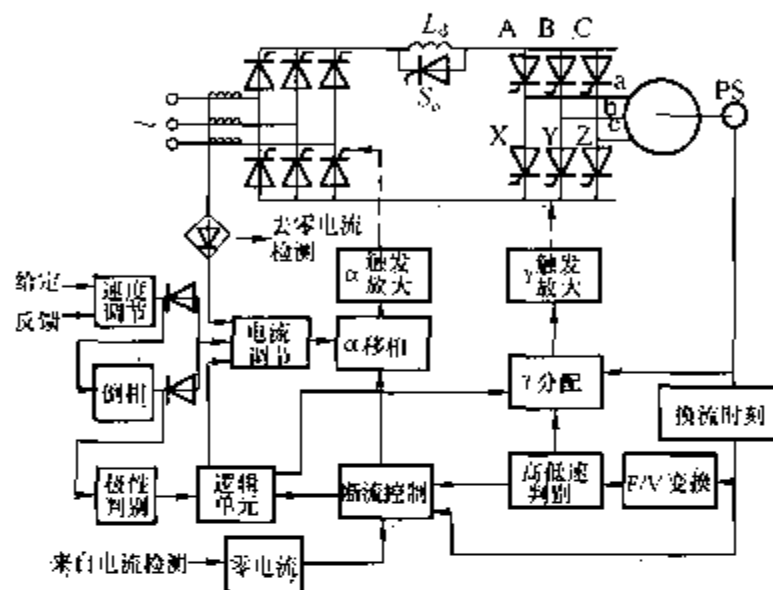 L_d
A B C
S_o
a
b
c
PS
~
X Y Z
去零电流
检测
α 触发
放大
γ 触发
放大
给定
反馈
速度
调节
电流
调节
α移相
γ分配
换流时刻
倒相
极性
判别
逻辑
单元
断流控制
高低速
判别
F/V 变换
来自电流检测
零电流